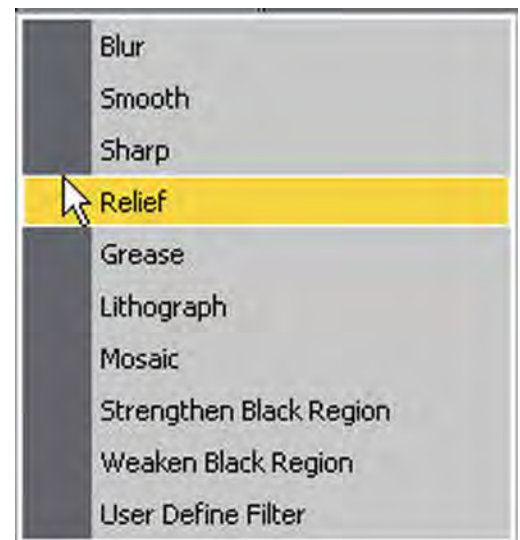 Blur
Smooth
Sharp
Relief
Grease
Lithograph
Mosaic
Strengthen Black Region
Weaken Black Region
User Define Filter